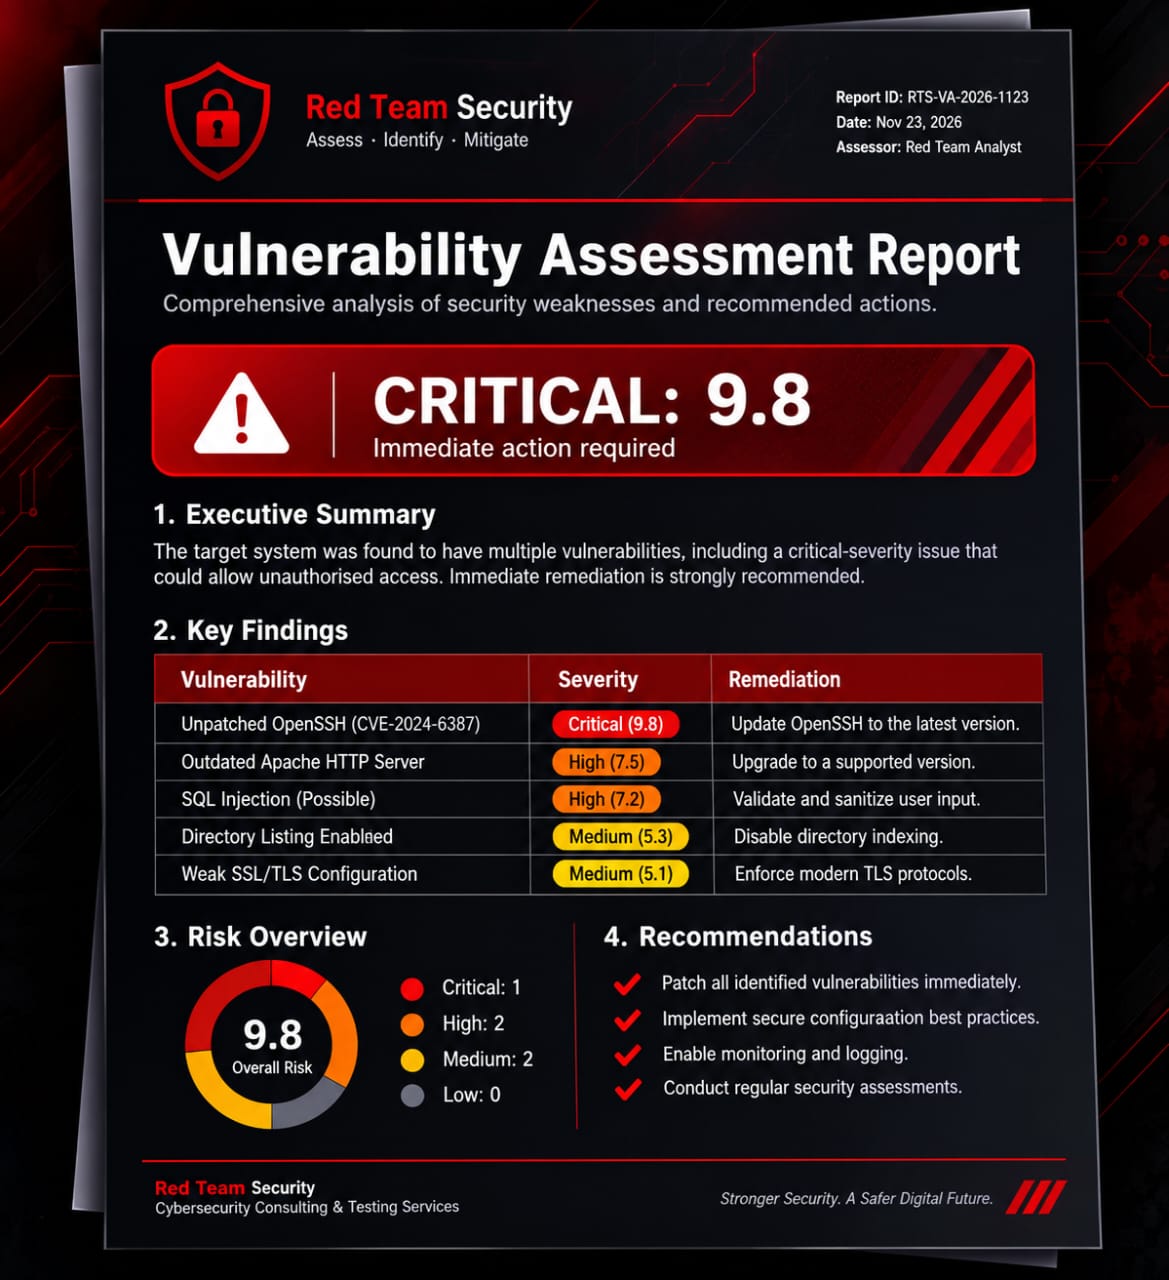 Red Team Security
Assess · Identify · Mitigate
Report ID: RTS-VA-2026-1123
Date: Nov 23, 2026
Assessor: Red Team Analyst
Vulnerability Assessment Report
Comprehensive analysis of security weaknesses and recommended actions.
CRITICAL: 9.8
Immediate action required
1. Executive Summary
The target system was found to have multiple vulnerabilities, including a critical-severity issue that
could allow unauthorised access. Immediate remediation is strongly recommended.
2. Key Findings
Vulnerability Severity Remediation
Unpatched OpenSSH (CVE-2024-6387) Critical (9.8) Update OpenSSH to the latest version.
Outdated Apache HTTP Server High (7.5) Upgrade to a supported version.
SQL Injection (Possible) High (7.2) Validate and sanitize user input.
Directory Listing Medium (5.3) Disable directory indexing.
Weak SSL/TLS Configuration Medium (5.1) Enforce modern TLS protocols.
3. Risk Overview
9.8
Overall Risk
Critical: 1
High: 2
Medium: 2
Low: 0
4. Recommendations
Patch all identified vulnerabilities immediately.
Implement secure configuraation best practices.
Enable monitoring and logging.
Conduct regular security assessments.
Red Team Security
Cybersecurity Consulting & Testing Services
Stronger Security. A Safer Digital Future.